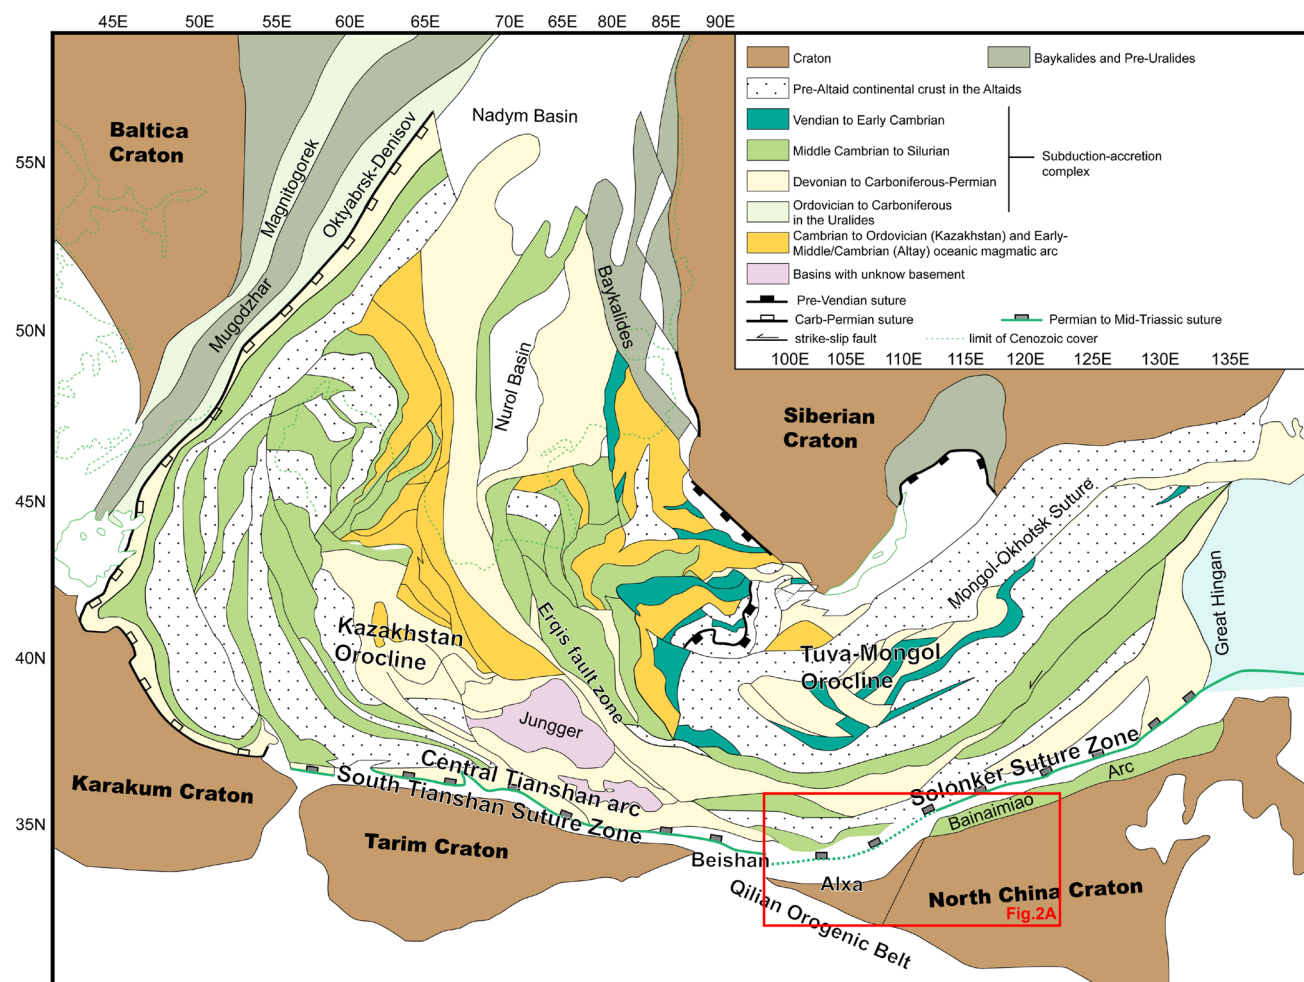 45E 50E 55E 60E 65E 70E 65E 80E 85E 90E
55N
50N
45N
40N
35N
Craton
Baykalides and Pre-Uralides
Pre-Altaid continental crust in the Altaids
Vendian to Early Cambrian
Middle Cambrian to Silurian
Devonian to Carboniferous-Permian
Subduction-accretion
complex
Ordovician to Carboniferous
in the Uralides
Cambrian to Ordovician (Kazakhstan) and Early-
Middle/Cambrian (Altay) oceanic magmatic arc
Basins with unknow basement
Pre-Vendian suture
Carb-Permian suture
Permian to Mid-Triassic suture
strike-slip fault
limit of Cenozoic cover
100E 105E 110E 115E 120E 125E 130E 135E
Baltica
Craton
Magnitogorek
Oktyabrsk-Denisov
Mugodzhar
Nadym Basin
Baykalides
Nurol Basin
Siberian
Craton
Mongol-Okhotsk Suture
Great Hingan
Kazakhstan
Orocline
Erqis fault zone
Tuva-Mongol
Orocline
Jungger
Central Tianshan arc
South Tianshan Suture Zone
Solonker Suture Zone
Bainaimiao
Arc
Karakum Craton
Tarim Craton
Beishan
Alxa
Qilian Orogenic Belt
North China Craton
Fig.2A